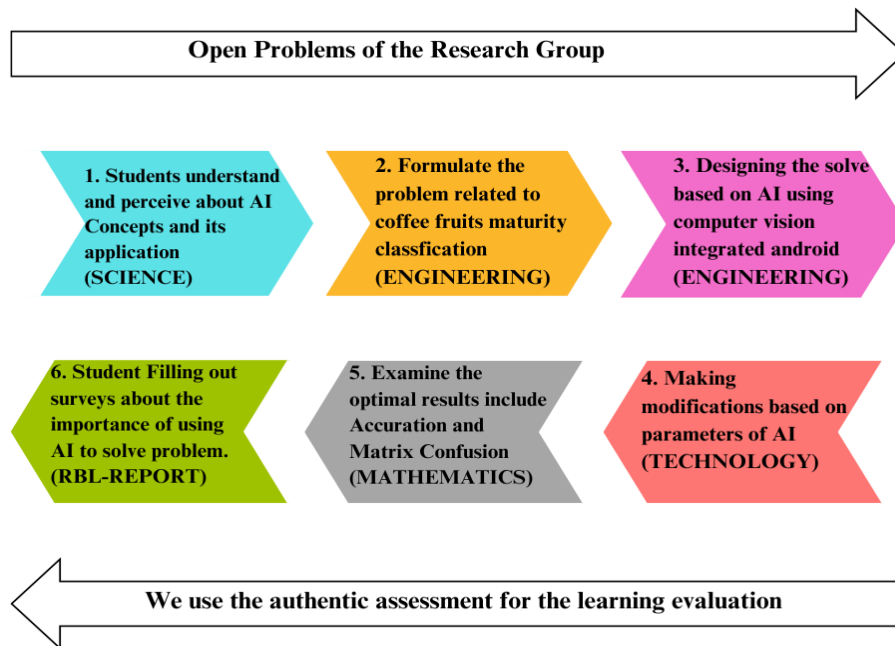 Open Problems of the Research Group
1. Students understand
and perceive about AI
Concepts and its
application
(SCIENCE)
2. Formulate the
problem related to
coffee fruits maturity
classfication
(ENGINEERING)
3. Designing the solve
based on AI using
computer vision
integrated android
(ENGINEERING)
4. Making
modifications based on
parameters of AI
(TECHNOLOGY)
5. Examine the
optimal results include
Accuration and
Matrix Confusion
(MATHEMATICS)
6. Student Filling out
surveys about the
importance of using
AI to solve problem.
(RBL-REPORT)
We use the authentic assessment for the learning evaluation